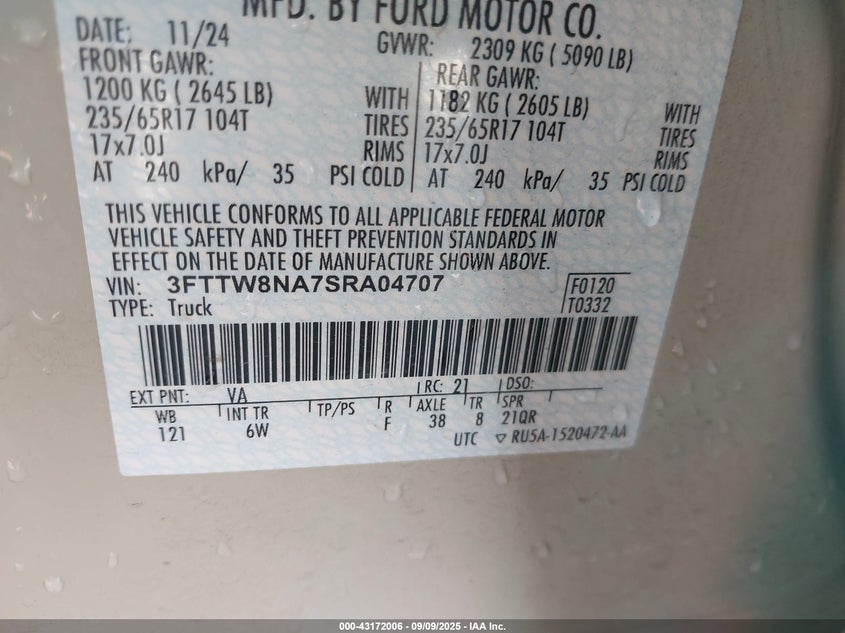 MFD. BY FORD MOTOR CO.
DATE: 11/24 GVWR: 2309 KG ( 5090 LB)
FRONT GAWR: REAR GAWR:
1200 KG ( 2645 LB) WITH 1182 KG ( 2605 LB) WITH
235/65R17 104T TIRES 235/65R17 104T TIRES
17x7.0J RIMS 17x7.0J RIMS
AT 240 kPa/ 35 PSI COLD AT 240 kPa/ 35 PSI COLD
THIS VEHICLE CONFORMS TO ALL APPLICABLE FEDERAL MOTOR
VEHICLE SAFETY AND THEFT PREVENTION STANDARDS IN
EFFECT ON THE DATE OF MANUFACTURE SHOWN ABOVE.
VIN: 3FTTW8NA7SRA04707 F0120
TYPE: Truck T0332
EXT PNT: VA RC: 21 DSO:
WB INT TR TP/PS R AXLE TR SPR
121 6W F 38 8 21QR
UTC ▽ RU5A-1520472-AA
000-43172006 - 09/09/2025 - IAA Inc.